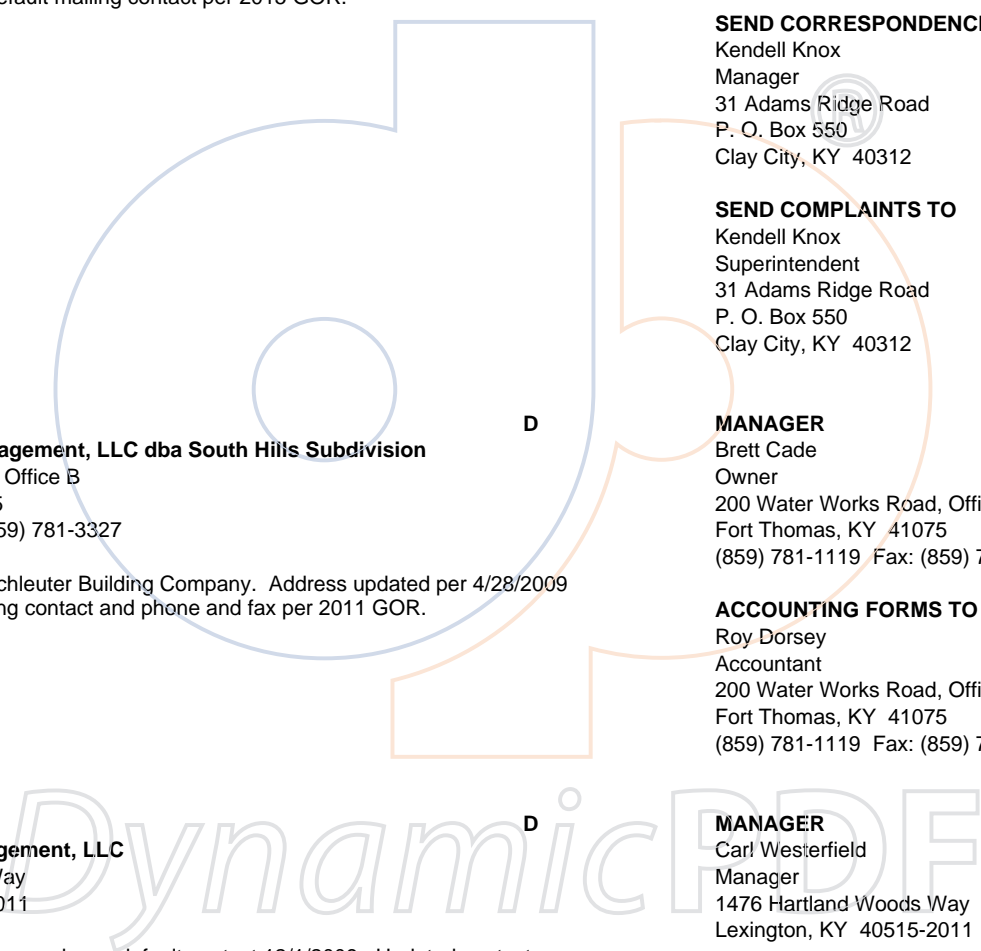 SEND CORRESPONDENC
Kendell Knox
Manager
31 Adams Ridge Road
P. O. Box 550
Clay City, KY 40312
SEND COMPLAINTS TO
Kendell Knox
Superintendent
31 Adams Ridge Road
P. O. Box 550
Clay City, KY 40312
D
agement, LLC dba South Hills Subdivision
Office B
59) 781-3327
chleuter Building Company. Address updated per 4/28/2009
ng contact and phone and fax per 2011 GOR.
MANAGER
Brett Cade
Owner
200 Water Works Road, Offi
Fort Thomas, KY 41075
(859) 781-1119 Fax: (859) 7
ACCOUNTING FORMS TO
Roy Dorsey
Accountant
200 Water Works Road, Offi
Fort Thomas, KY 41075
(859) 781-1119 Fax: (859) 7
D
gement, LLC
Way
011
MANAGER
Carl Westerfield
Manager
1476 Hartland Woods Way
Lexington, KY 40515-2011
DynamicPDF
®